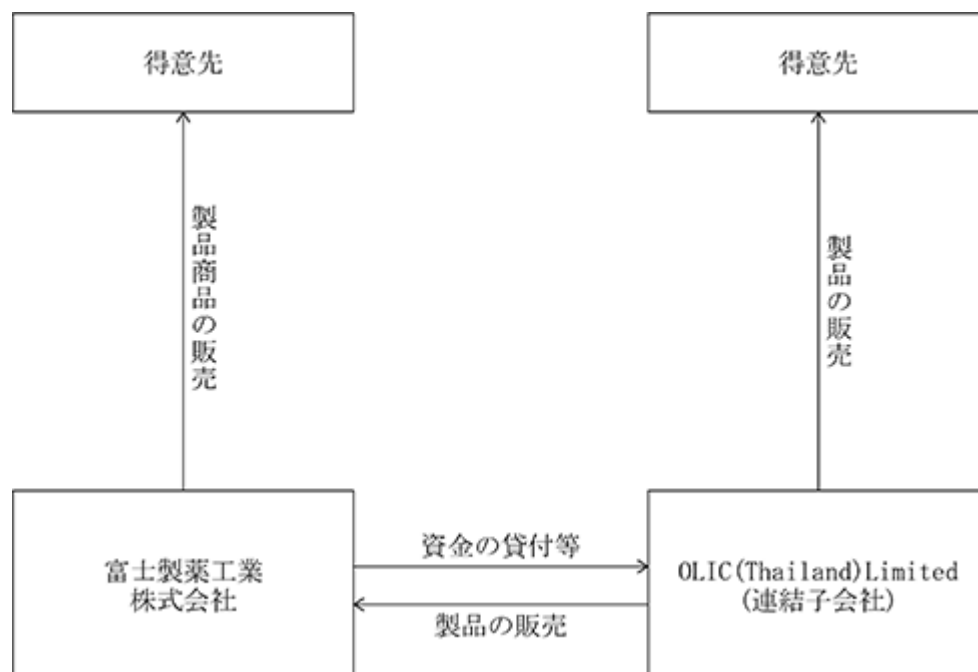 得意先
得意先
製品商品の販売
製品の販売
資金の貸付等
富士製薬工業
株式会社
OLIC(Thailand)Limited
(連結子会社)
製品の販売